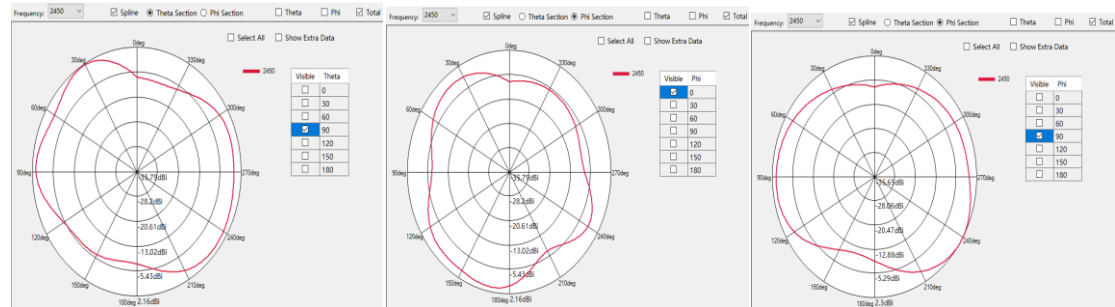 Frequency: 2450 Spline Theta Section Phi Section Theta Phi Total
Select All Show Extra Data
0deg
30deg 330deg
2450
Visible Theta
0
60deg 300deg
30
60
90
120
90deg -35.79dBi 270deg
150
180
-28.2dBi
-20.61dBi
120deg 240deg
-13.02dBi
-5.43dBi
150deg 210deg
180deg 2.16dBi
Frequency: 2450 Spline Theta Section Phi Section Theta Phi Total
Select All Show Extra Data
0deg
30deg 330deg
2450
Visible Phi
0
30
60deg 300deg
60
90
120
150
90deg -35.79dBi 270deg
180
-28.2dBi
-20.61dBi
120deg 240deg
-13.02dBi
-5.43dBi
150deg 210deg
180deg 2.16dBi
Frequency: 2450 Spline Theta Section Phi Section Theta Phi Total
Select All Show Extra Data
0deg
30deg 330deg
2450
Visible Phi
0
60deg 300deg
30
60
90
120
150
90deg -35.65dBi 270deg
180
-28.06dBi
-20.47dBi
120deg 240deg
-12.88dBi
-5.29dBi
150deg 210deg
180deg 2.3dBi